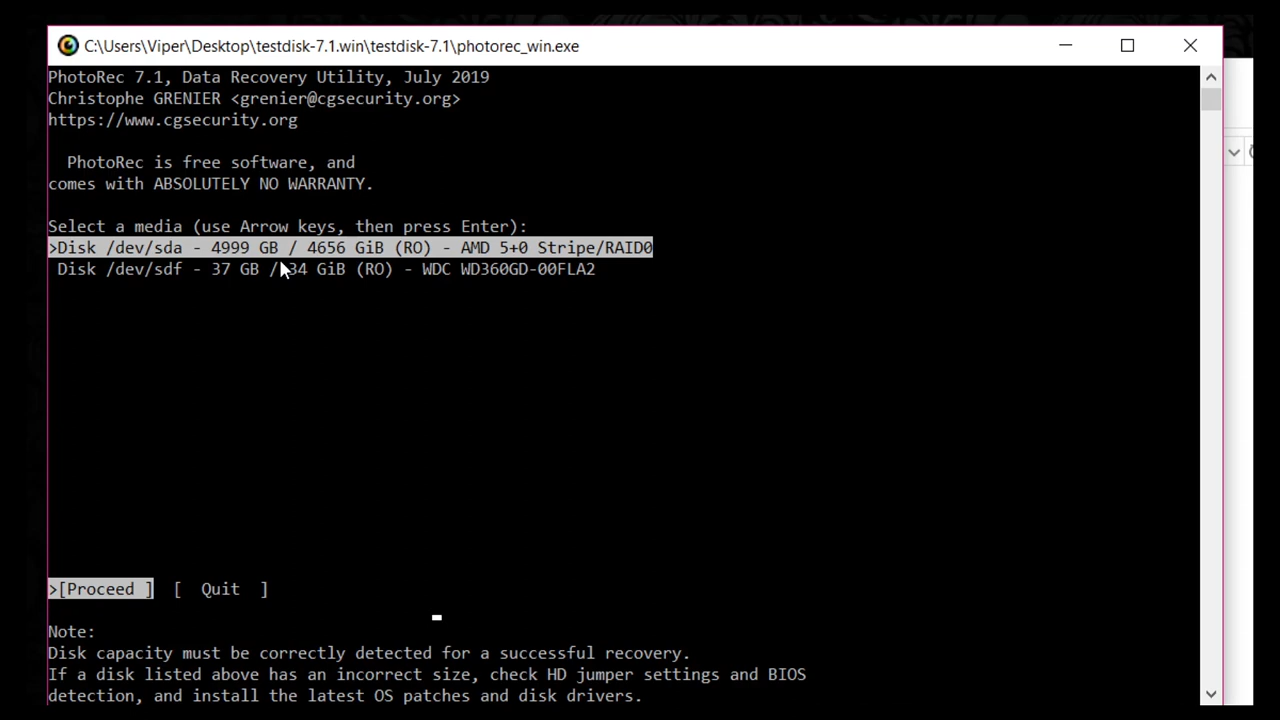 C:\Users\Viper\Desktop\testdisk-7.1.win\testdisk-7.1\photorec_win.exe
PhotoRec 7.1, Data Recovery Utility, July 2019
Christophe GRENIER <grenier@cgsecurity.org>
https://www.cgsecurity.org
PhotoRec is free software, and
comes with ABSOLUTELY NO WARRANTY.
Select a media (use Arrow keys, then press Enter):
>Disk /dev/sda - 4999 GB / 4656 GiB (RO) - AMD 5+0 Stripe/RAID0
Disk /dev/sdf - 37 GB / 34 GiB (RO) - WDC WD360GD-00FLA2
>[Proceed ]  [  Quit  ]
Note:
Disk capacity must be correctly detected for a successful recovery.
If a disk listed above has an incorrect size, check HD jumper settings and BIOS
detection, and install the latest OS patches and disk drivers.